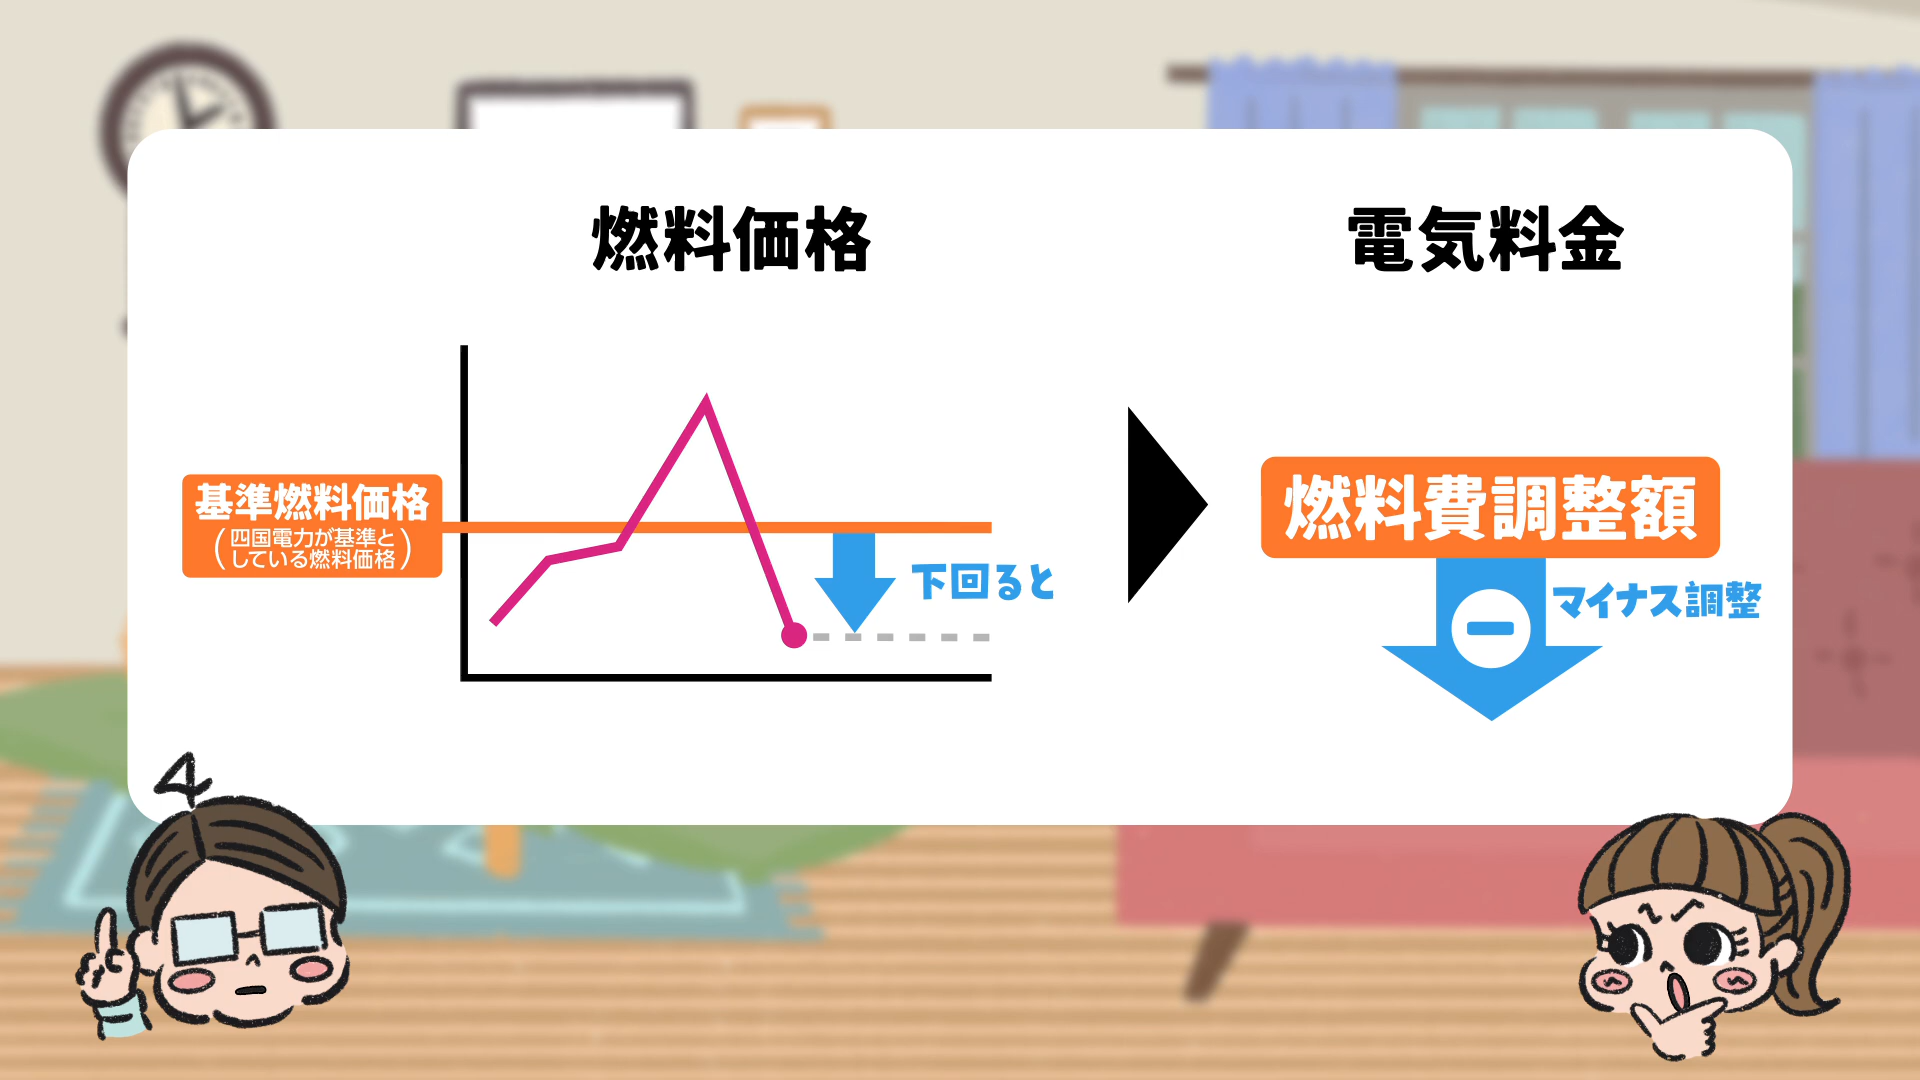 燃料価格
電気料金
基準燃料価格
(四国電力が基準と
している燃料価格)
下回ると
燃料費調整額
マイナス調整